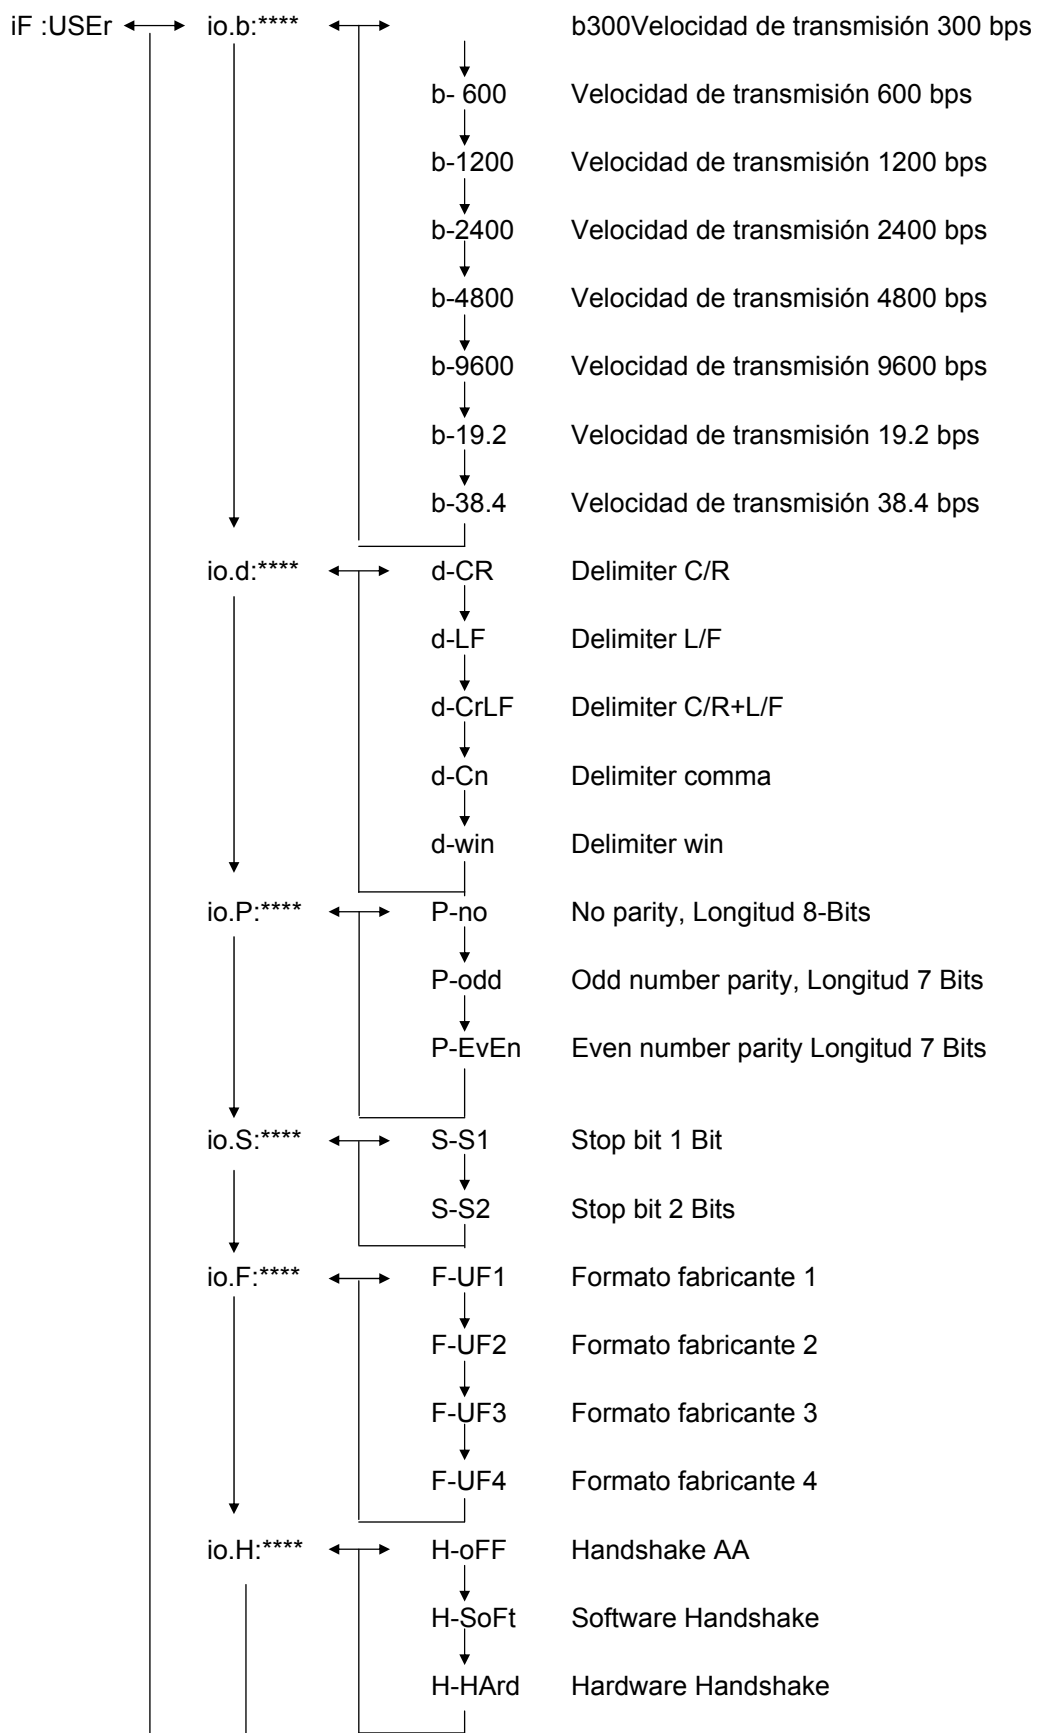 iF :USEr io.b:**** b300Velocidad de transmisión 300 bps
b- 600 Velocidad de transmisión 600 bps
b-1200 Velocidad de transmisión 1200 bps
b-2400 Velocidad de transmisión 2400 bps
b-4800 Velocidad de transmisión 4800 bps
b-9600 Velocidad de transmisión 9600 bps
b-19.2 Velocidad de transmisión 19.2 bps
b-38.4 Velocidad de transmisión 38.4 bps
io.d:**** d-CR Delimiter C/R
d-LF Delimiter L/F
d-CrLF Delimiter C/R+L/F
d-Cn Delimiter comma
d-win Delimiter win
io.P:**** P-no No parity, Longitud 8-Bits
P-odd Odd number parity, Longitud 7 Bits
P-EvEn Even number parity Longitud 7 Bits
io.S:**** S-S1 Stop bit 1 Bit
S-S2 Stop bit 2 Bits
io.F:**** F-UF1 Formato fabricante 1
F-UF2 Formato fabricante 2
F-UF3 Formato fabricante 3
F-UF4 Formato fabricante 4
io.H:**** H-oFF Handshake AA
H-SoFt Software Handshake
H-HArd Hardware Handshake